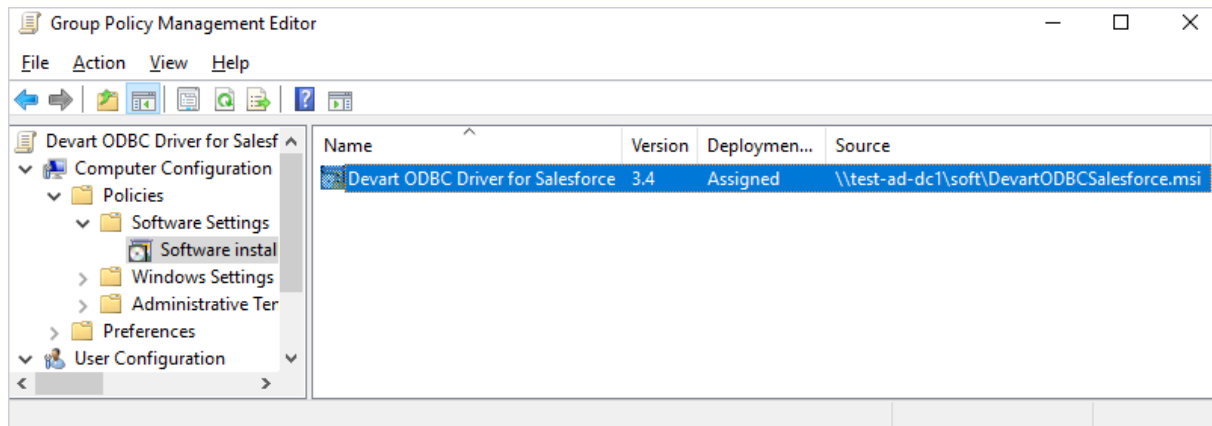 Group Policy Management Editor
File Action View Help
Devart ODBC Driver for Salesf
Name Version Deploymen... Source
Computer Configuration
Devart ODBC Driver for Salesforce 3.4 Assigned \\test-ad-dc1\soft\DevartODBCSalesforce.msi
Policies
Software Settings
Software instal
Windows Settings
Administrative Ter
Preferences
User Configuration